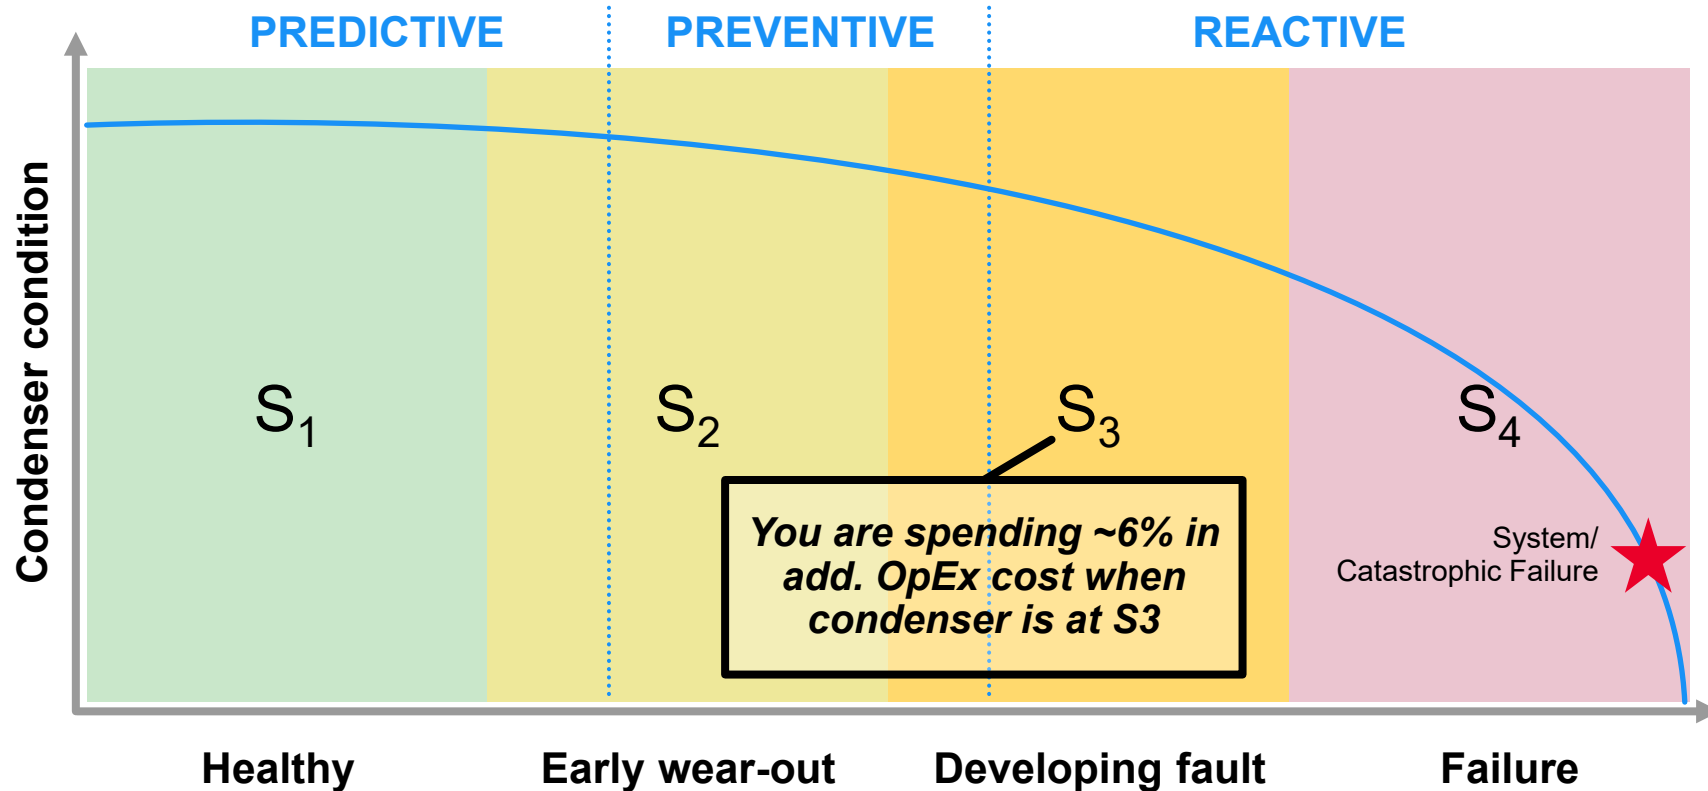 PREDICTIVE
PREVENTIVE
REACTIVE
Condenser condition
S₁
S₂
S₃
S₄
You are spending ~6% in
add. OpEx cost when
condenser is at S3
System/
Catastrophic Failure
Healthy
Early wear-out
Developing fault
Failure